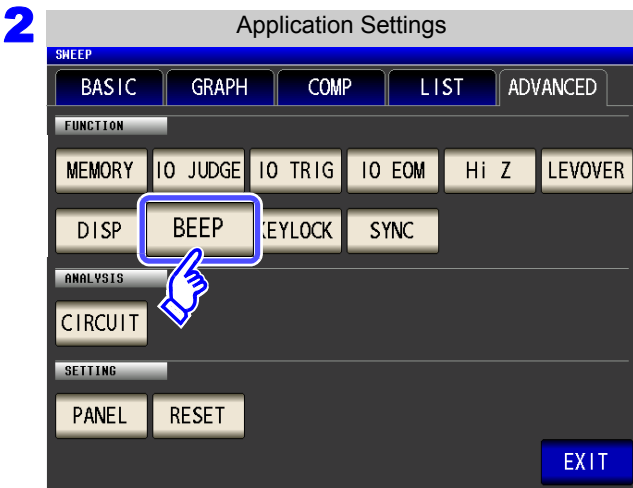 2
Application Settings
SWEEP
BASIC GRAPH COMP LIST ADVANCED
FUNCTION
MEMORY IO JUDGE IO TRIG IO EOM Hi Z LEVOVER
DISP BEEP KEYLOCK SYNC
ANALYSIS
CIRCUIT
SETTING
PANEL RESET
EXIT